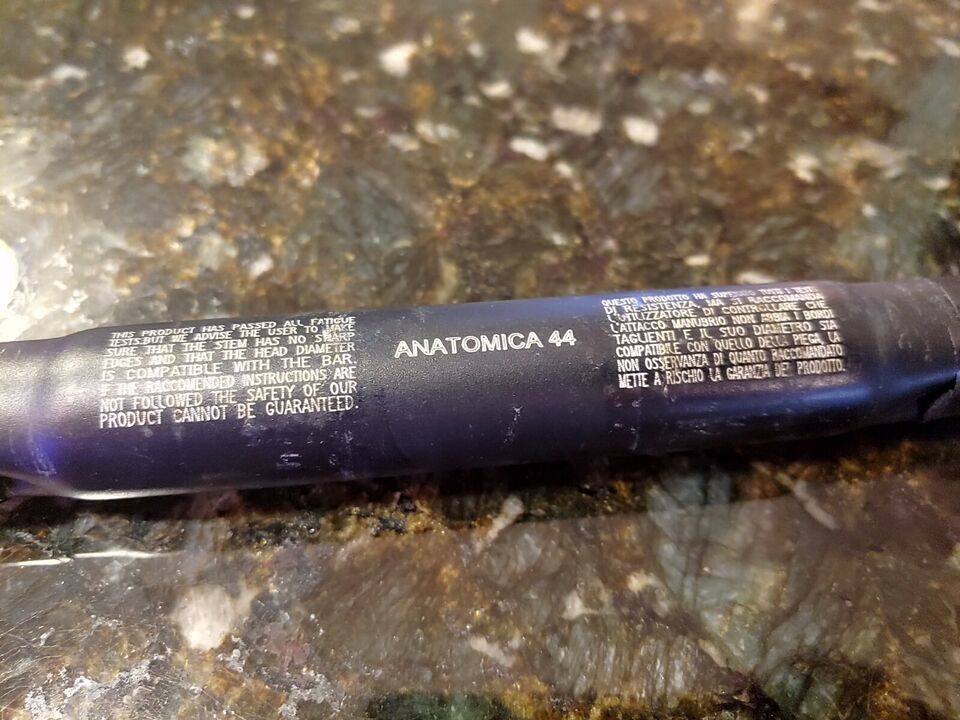 THIS PRODUCT HAS PASSED ALL FATIGUE
TESTS.BUT WE ADVISE THE USER TO MAKE
SURE THAT THE STEM HAS NO SHARP
EDGES AND THAT THE HEAD DIAMETER
IS COMPATIBLE WITH THE BAR.
IF THE RACCOMENDED INSTRUCTIONS ARE
NOT FOLLOWED THE SAFETY OF OUR
PRODUCT CANNOT BE GUARANTEED.
ANATOMICA 44
QUESTO PRODOTTO HA SUPERATO TUTTI I TEST
DI RESISTENZA, MA SI RACCOMANDA
L'UTILIZZATORE DI CONTROLLARE CHE
L'ATTACCO MANUBRIO NON ABBIA I BORDI
TAGLIENTI E IL SUO DIAMETRO SIA
COMPATIBILE CON QUELLO DELLA PIEGA LA
NON OSSERVANZA DI QUANTO RACCOMANDATO
METTE A RISCHIO LA GARANZIA DEL PRODOTTO.